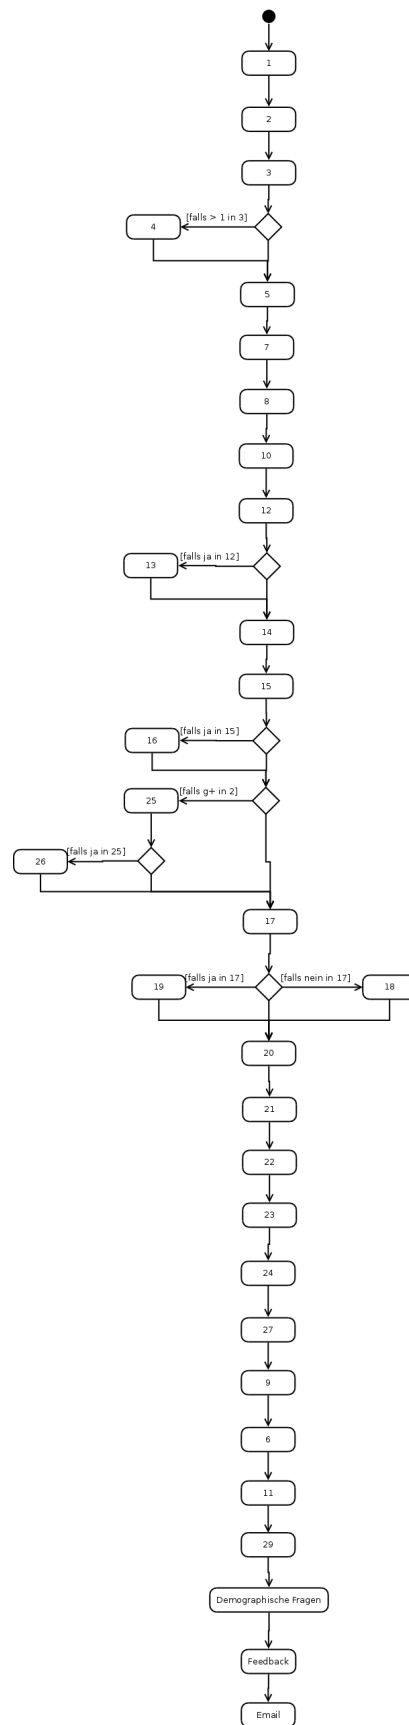 1
2
3
[falls > 1 in 3]
4
5
7
8
10
12
[falls ja in 12]
13
14
15
[falls ja in 15]
16
[falls g+ in 2]
25
[falls ja in 25]
26
17
[falls ja in 17]
[falls nein in 17]
19
18
20
21
22
23
24
27
9
6
11
29
Demographische Fragen
Feedback
Email